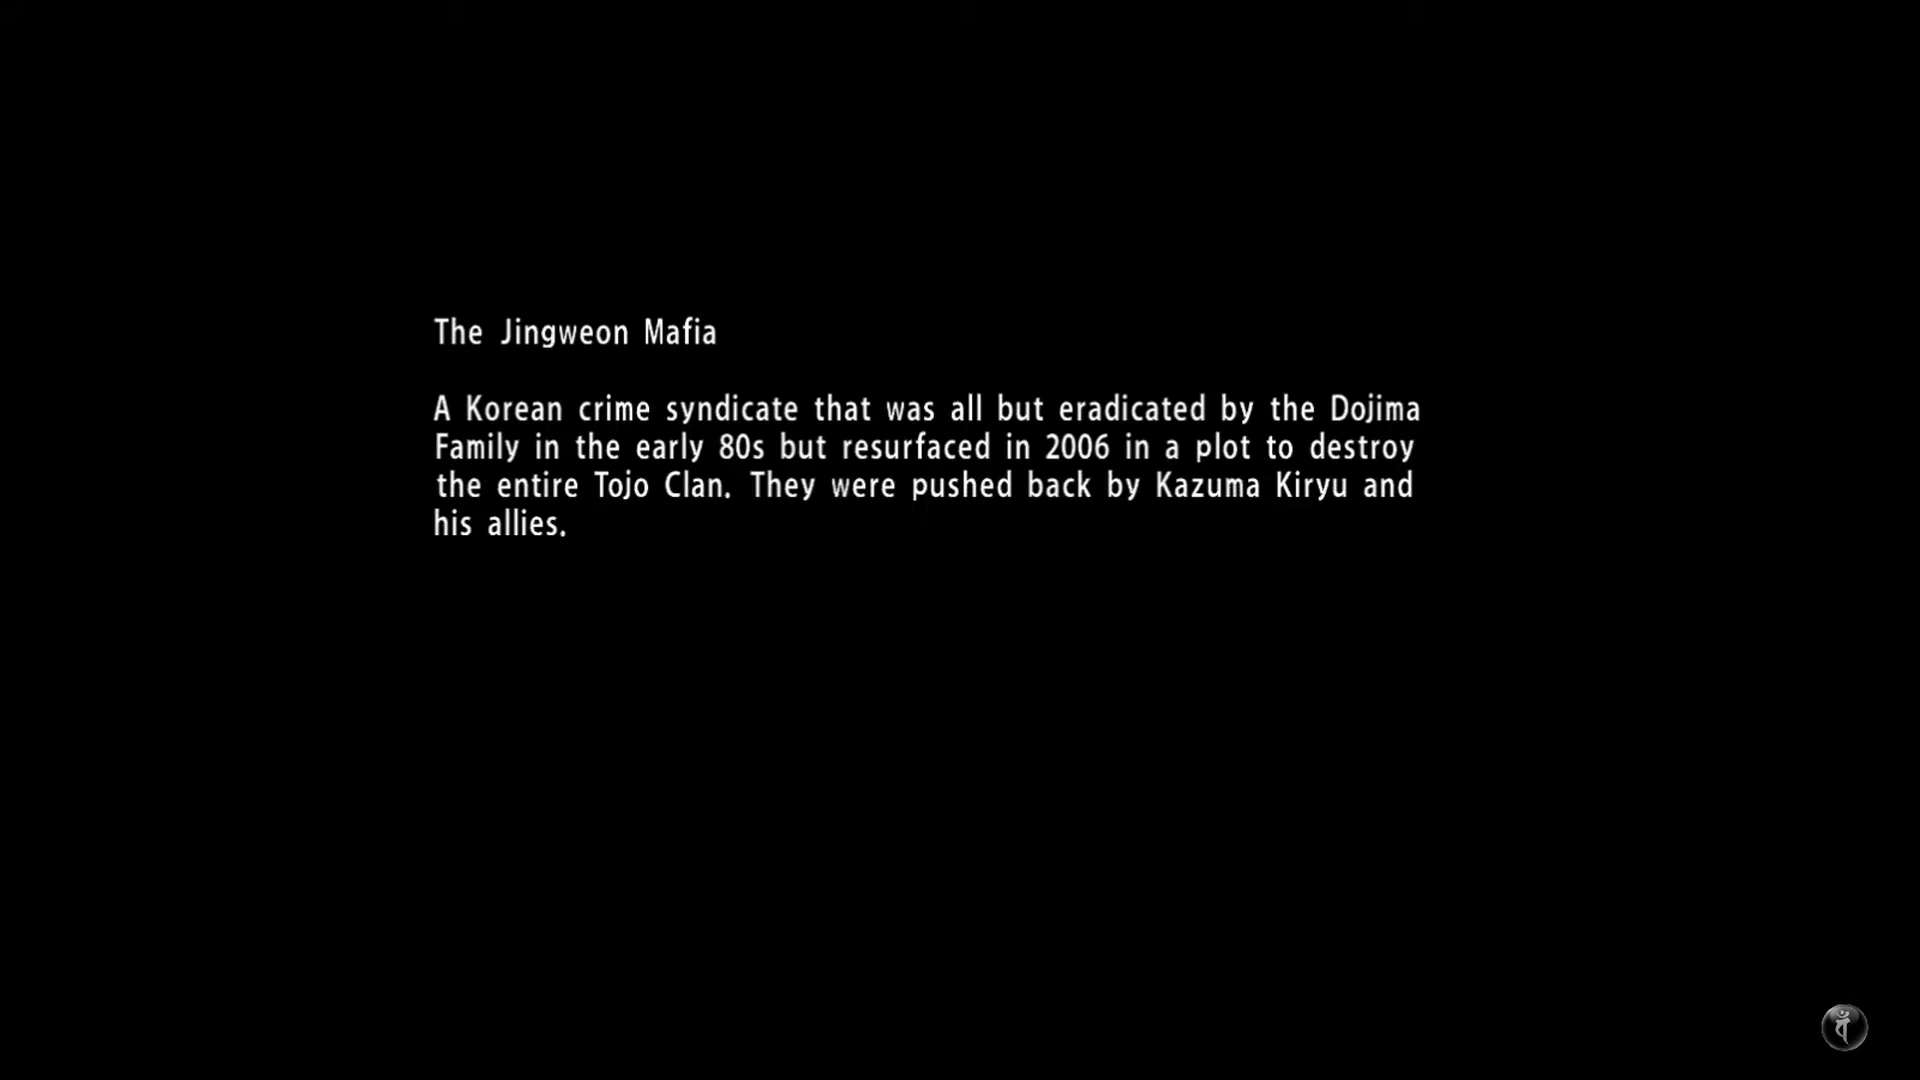 The Jingweon Mafia
A Korean crime syndicate that was all but eradicated by the Dojima
Family in the early 80s but resurfaced in 2006 in a plot to destroy
the entire Tojo Clan. They were pushed back by Kazuma Kiryu and
his allies.